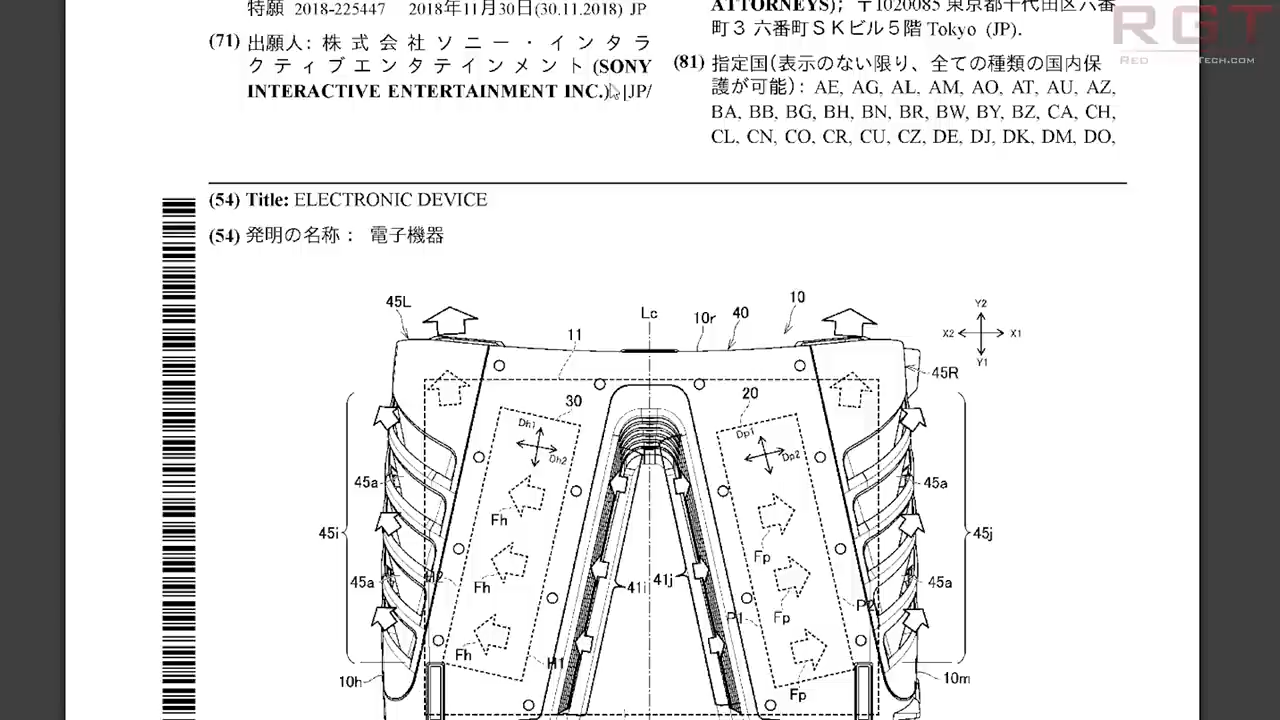 特願 2018-225447 2018年11月30日(30.11.2018) JP
(71) 出願人: 株式会社ソニー・インタラ
クティブエンタテインメント(SONY
INTERACTIVE ENTERTAINMENT INC.) [JP/
ATTORNEYS); 〒1020085 東京都千代田区六番
町3 六番町SKビル5階 Tokyo (JP).
(81) 指定国(表示のない限り、全ての種類の国内保
護が可能): AE, AG, AL, AM, AO, AT, AU, AZ,
BA, BB, BG, BH, BN, BR, BW, BY, BZ, CA, CH,
CL, CN, CO, CR, CU, CZ, DE, DJ, DK, DM, DO,
RGT
(54) Title: ELECTRONIC DEVICE
(54) 発明の名称: 電子機器
45L
Lc
10r
40
10
Y2
X2
X1
Y1
11
45R
30
20
Dh1
Dh2
Dp1
Dp2
45a
45a
Fh
Fp
45i
45j
Fh
Fp
45a
H2
41i
41j
P2
45a
P1
Fp
Fh
H1
Fp
10h
10m